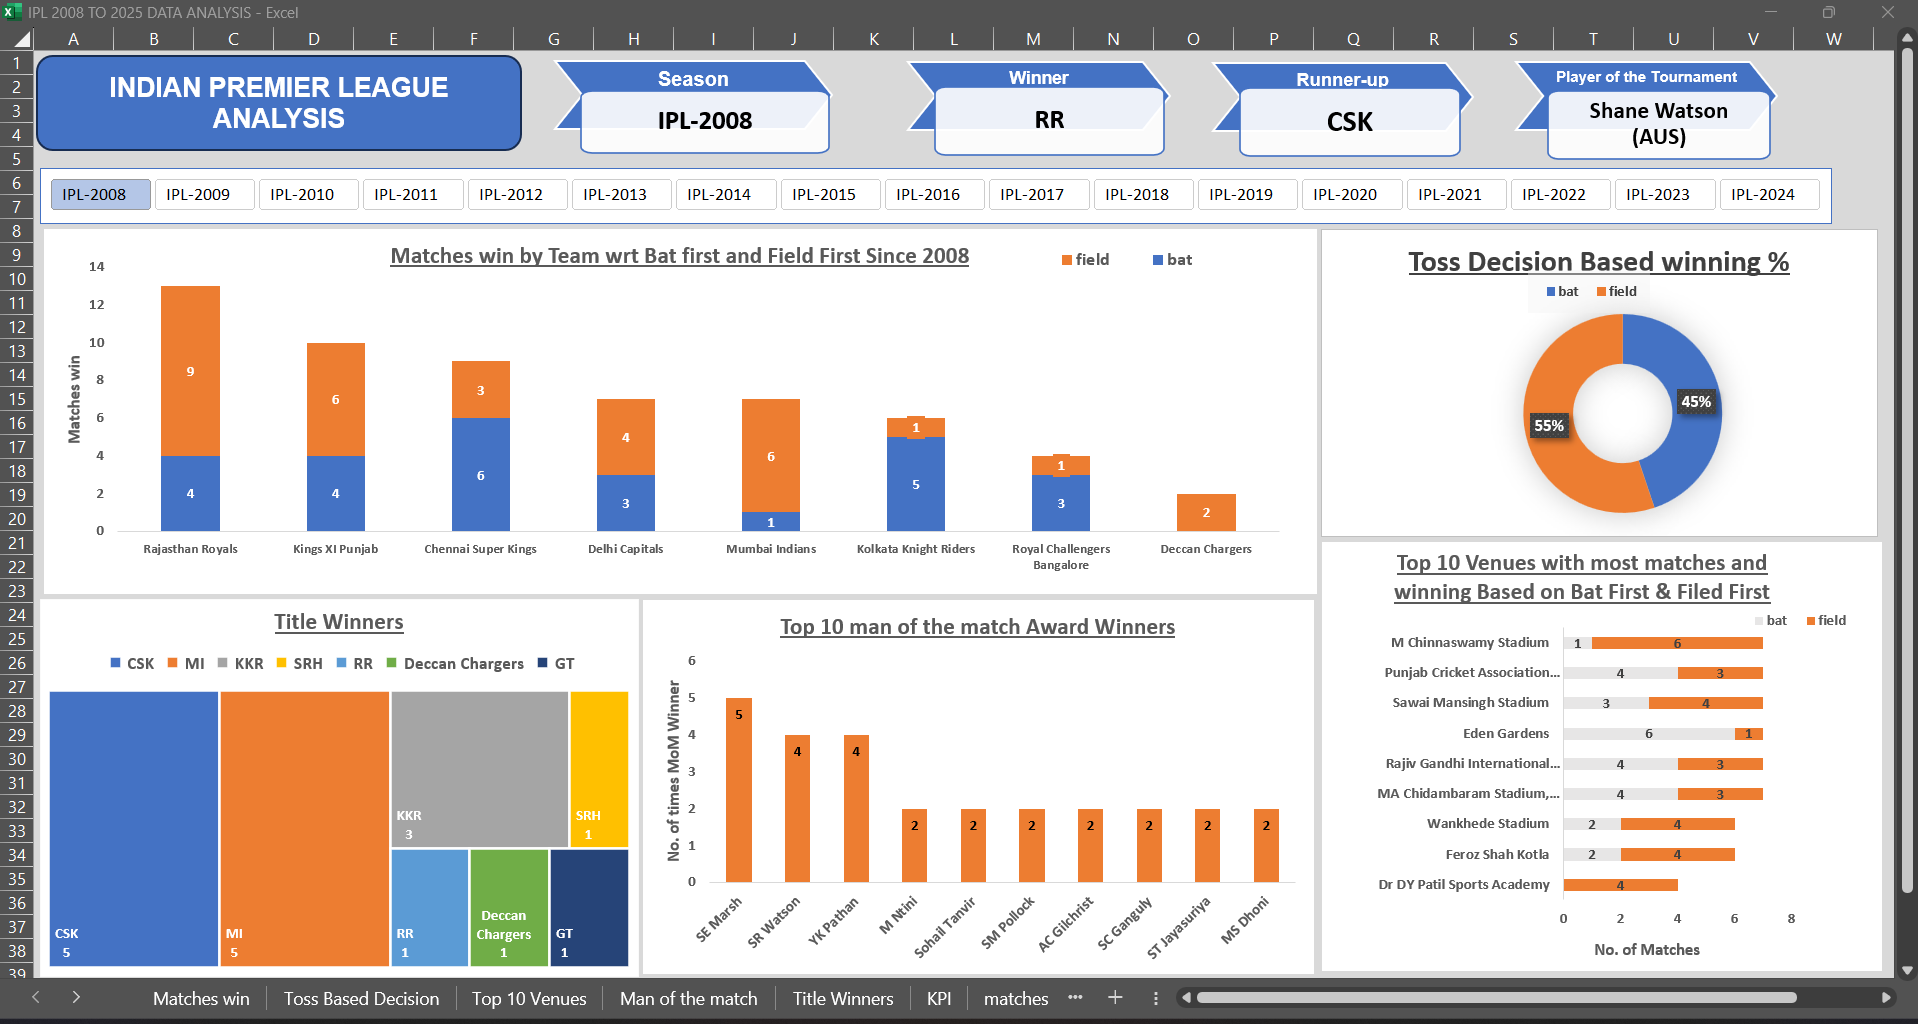 IPL 2008 TO 2025 DATA ANALYSIS - Excel
A B C D E F G H I J K L M N O P Q R S T U V W
1
2
3
4
5
6
7
8
9
10
11
12
13
14
15
16
17
18
19
20
21
22
23
24
25
26
27
28
29
30
31
32
33
34
35
36
37
38
39
INDIAN PREMIER LEAGUE
ANALYSIS
Season
IPL-2008
Winner
RR
Runner-up
CSK
Player of the Tournament
Shane Watson
(AUS)
IPL-2008 IPL-2009 IPL-2010 IPL-2011 IPL-2012 IPL-2013 IPL-2014 IPL-2015 IPL-2016 IPL-2017 IPL-2018 IPL-2019 IPL-2020 IPL-2021 IPL-2022 IPL-2023 IPL-2024
Matches win by Team wrt Bat first and Field First Since 2008
field bat
Matches win
14
12
10
8
6
4
2
0
9
4
6
4
3
6
4
3
6
1
1
5
1
3
2
Rajasthan Royals
Kings XI Punjab
Chennai Super Kings
Delhi Capitals
Mumbai Indians
Kolkata Knight Riders
Royal Challengers
Bangalore
Deccan Chargers
Toss Decision Based winning %
bat field
45%
55%
Title Winners
CSK MI KKR SRH RR Deccan Chargers GT
CSK
5
MI
5
KKR
3
SRH
1
RR
1
Deccan
Chargers
1
GT
1
Top 10 man of the match Award Winners
No. of times MoM Winner
6
5
4
3
2
1
0
5 4 4 2 2 2 2 2 2 2
SE Marsh
SR Watson
YK Pathan
M Ntini
Sohail Tanvir
SM Pollock
AC Gilchrist
SC Ganguly
ST Jayasuriya
MS Dhoni
Top 10 Venues with most matches and
winning Based on Bat First & Filed First
bat field
M Chinnaswamy Stadium 1 6
Punjab Cricket Association... 4 3
Sawai Mansingh Stadium 3 4
Eden Gardens 6 1
Rajiv Gandhi International... 4 3
MA Chidambaram Stadium,... 4 3
Wankhede Stadium 2 4
Feroz Shah Kotla 2 4
Dr DY Patil Sports Academy 4
0 2 4 6 8
No. of Matches
Matches win Toss Based Decision Top 10 Venues Man of the match Title Winners KPI matches ...